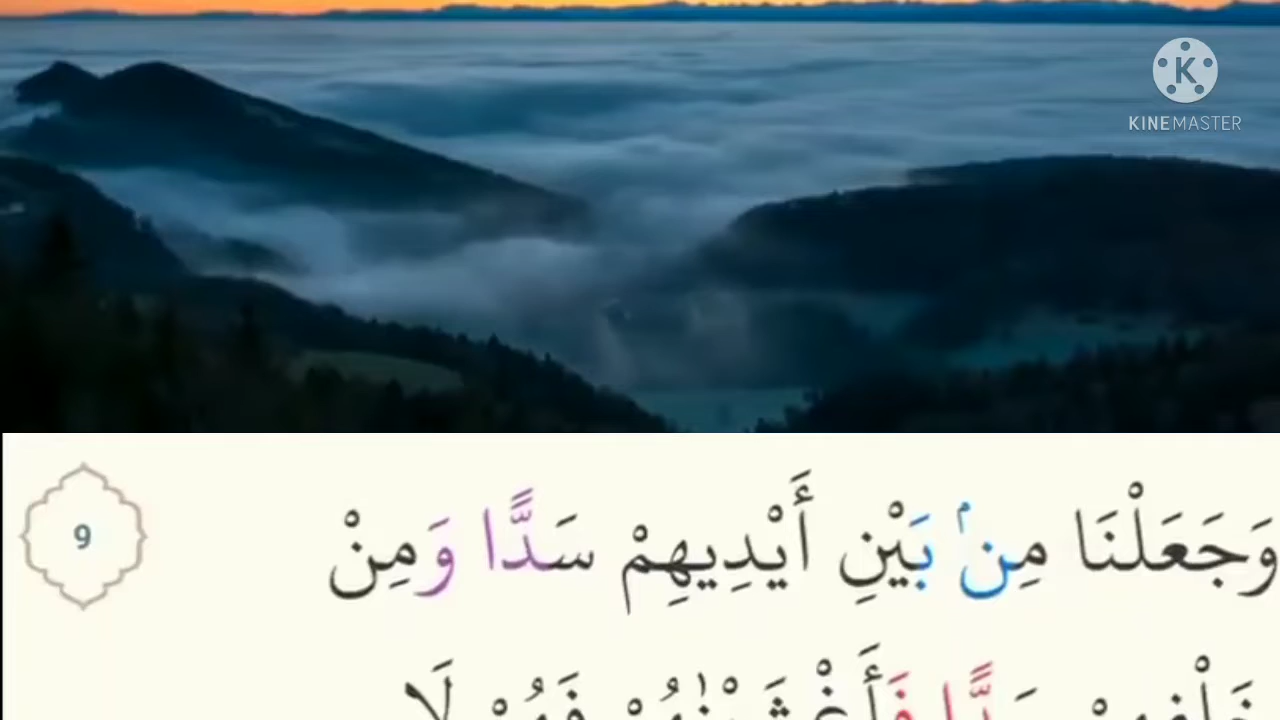 KINEMASTER
9
وَجَعَلْنَا مِنۢ بَيْنِ أَيْدِيهِمْ سَدًّا وَمِنْ
خَلْفِهِمْ سَدًّا فَأَغْشَيْنَٰهُمْ فَهُمْ لَا